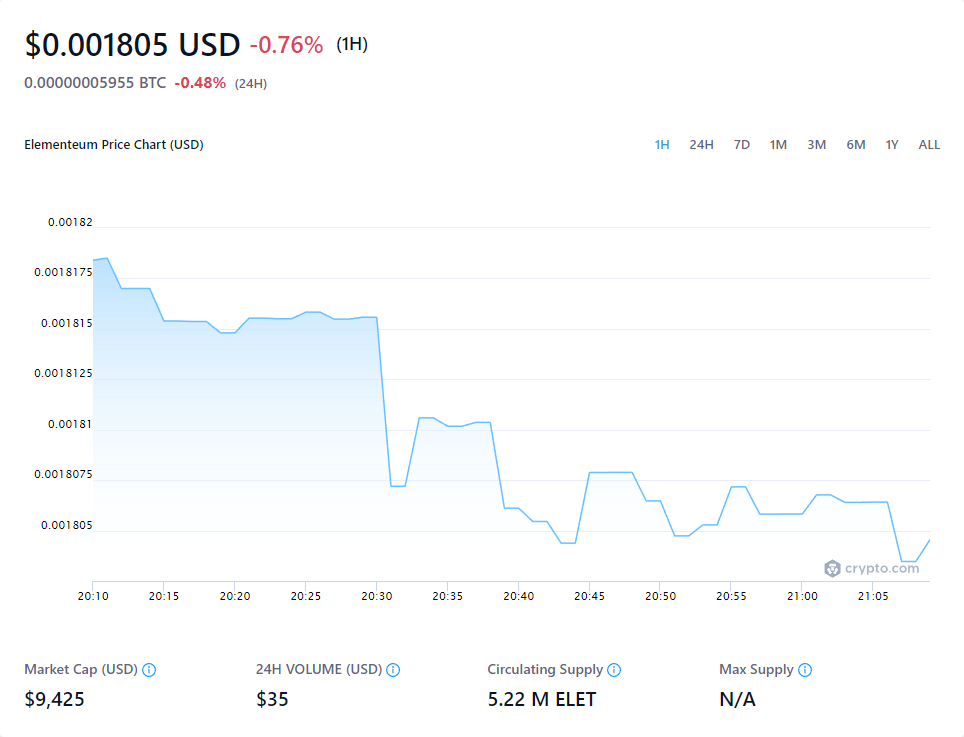 $0.001805 USD -0.76% (1H)
0.00000005955 BTC -0.48% (24H)
Elementeum Price Chart (USD)
1H 24H 7D 1M 3M 6M 1Y ALL
0.00182
0.0018175
0.001815
0.0018125
0.00181
0.0018075
0.001805
crypto.com
20:10 20:15 20:20 20:25 20:30 20:35 20:40 20:45 20:50 20:55 21:00 21:05
Market Cap (USD) 24H VOLUME (USD) Circulating Supply Max Supply
$9,425 $35 5.22 M ELET N/A